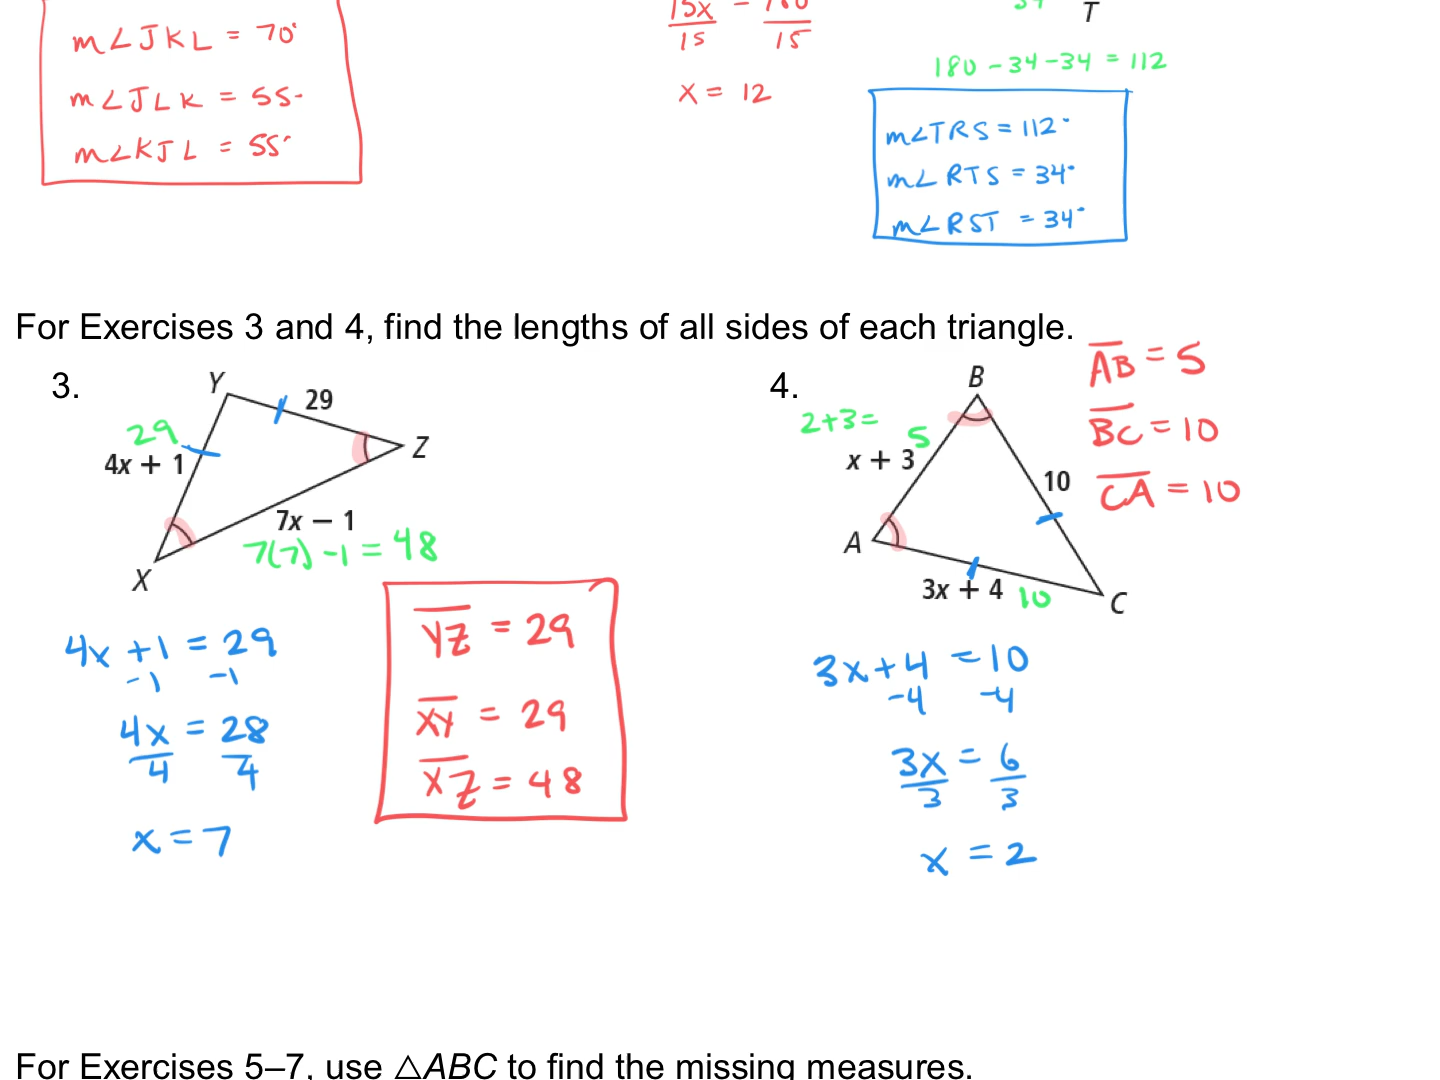 m∠JKL = 70°
m∠JLK = 55°
m∠KJL = 55°
15x = 180
15 15
x = 12
34
T
180 - 34 - 34 = 112
m∠TRS = 112°
m∠RTS = 34°
m∠RST = 34°
For Exercises 3 and 4, find the lengths of all sides of each triangle.
3.
Y
29
Z
29
4x + 1
7x – 1
7(7) - 1 = 48
X
4x + 1 = 29
-1 -1
4x = 28
4 4
x = 7
YZ = 29
XY = 29
XZ = 48
4.
B
2+3=
5
x + 3
10
A
3x + 4
10
C
AB = 5
BC = 10
CA = 10
3x + 4 = 10
-4 -4
3x = 6
3 3
x = 2
For Exercises 5–7, use △ABC to find the missing measures.